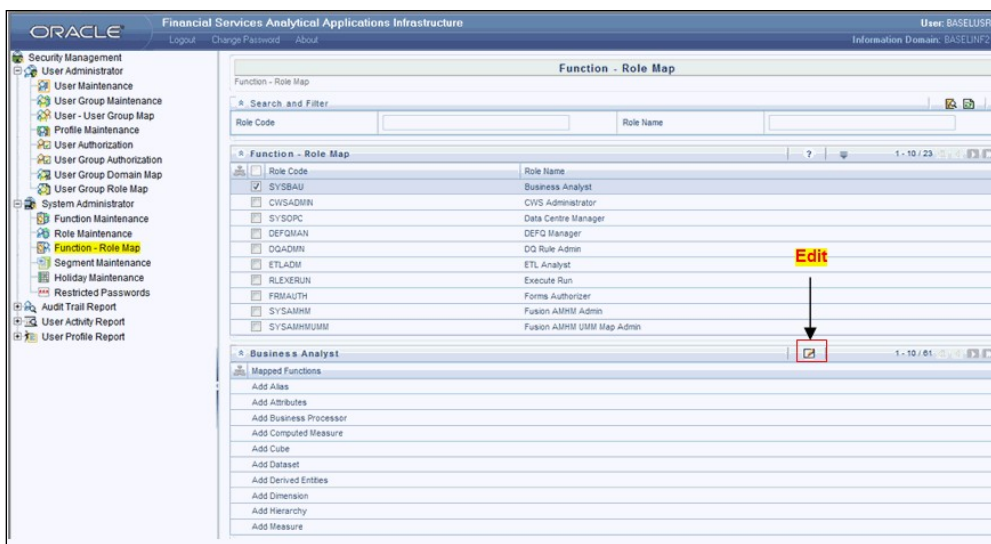 ORACLE
Financial Services Analytical Applications Infrastructure
User: BASELUSR
Logout Change Password About
Information Domain: BASELINF2
Security Management
User Administrator
User Maintenance
User Group Maintenance
User - User Group Map
Profile Maintenance
User Authorization
User Group Authorization
User Group Domain Map
User Group Role Map
System Administrator
Function Maintenance
Role Maintenance
Function - Role Map
Segment Maintenance
Holiday Maintenance
Restricted Passwords
Audit Trail Report
User Activity Report
User Profile Report
Function - Role Map
Function - Role Map
Search and Filter
Role Code Role Name
Function - Role Map ? 1 - 10 / 23
Role Code Role Name
SYSBAU Business Analyst
CWSADMIN CWS Administrator
SYSOPC Data Centre Manager
DEFQMAN DEFQ Manager
DQADMN DQ Rule Admin
ETLADM ETL Analyst
RLEXERUN Execute Run
FRMAUTH Forms Authorizer
SYSAMHM Fusion AMHM Admin
SYSAMHMUMM Fusion AMHM UMM Map Admin
Edit
Business Analyst 1 - 10 / 61
Mapped Functions
Add Alias
Add Attributes
Add Business Processor
Add Computed Measure
Add Cube
Add Dataset
Add Derived Entities
Add Dimension
Add Hierarchy
Add Measure